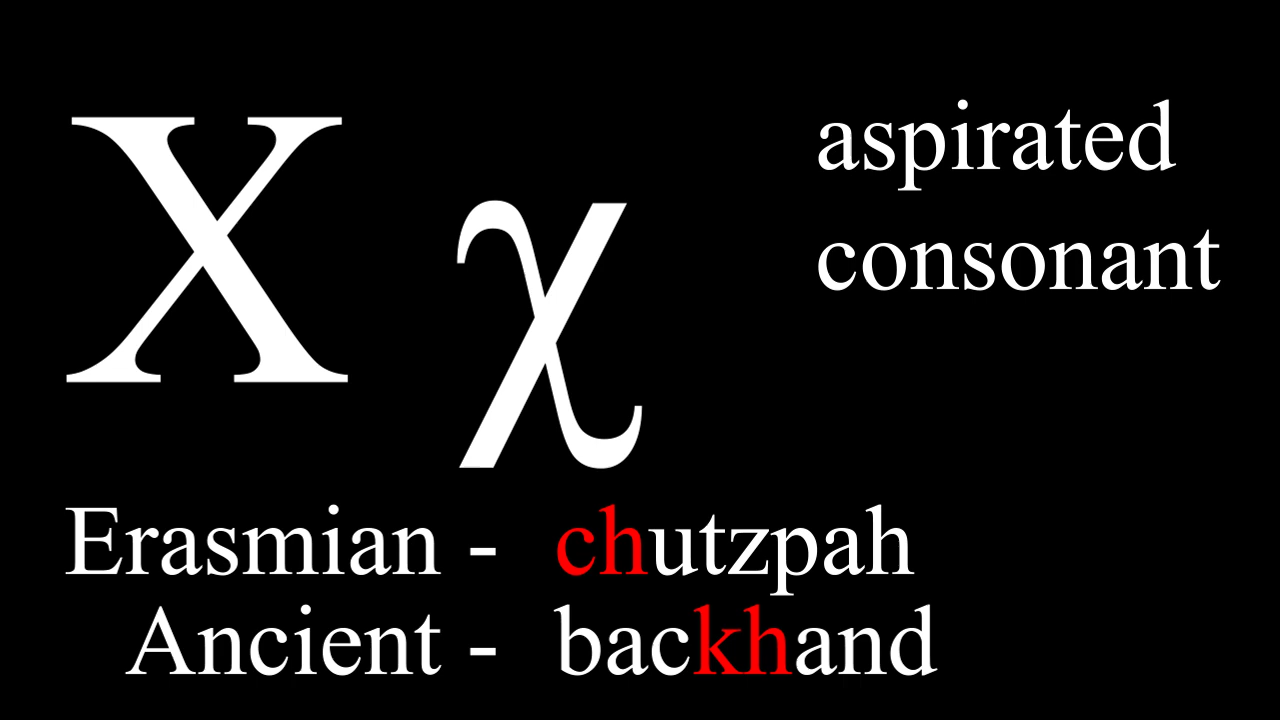 Χ χ
aspirated
consonant
Erasmian - chutzpah
Ancient - backhand